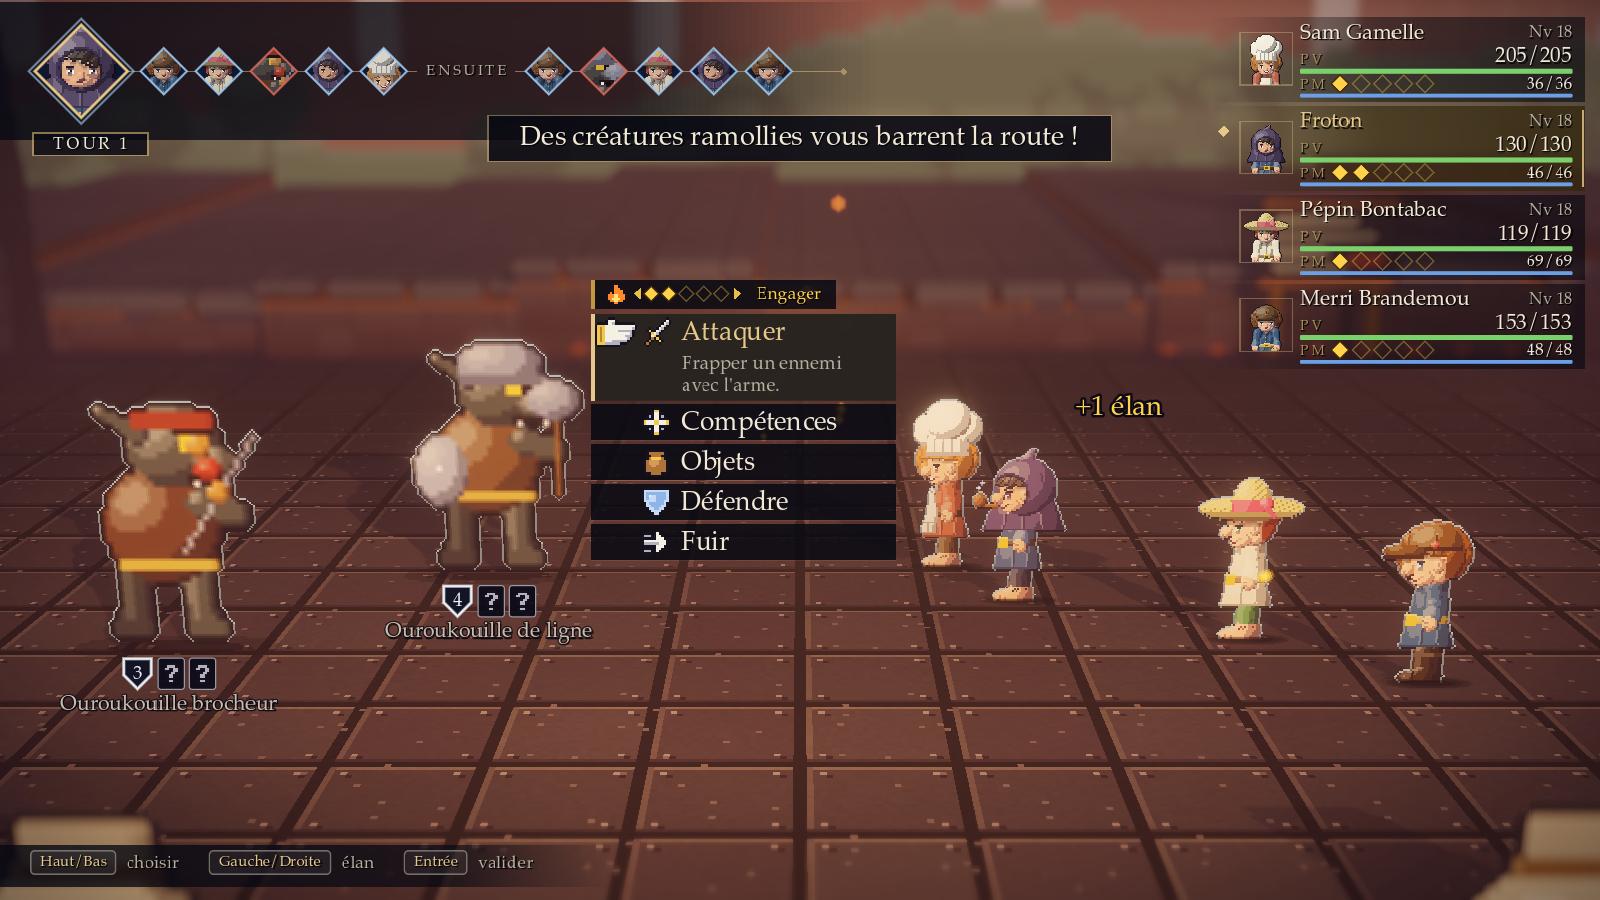 ENSUITE
TOUR 1
Des créatures ramollies vous barrent la route !
Sam Gamelle Nv 18
PV 205/205
PM 36/36
Froton Nv 18
PV 130/130
PM 46/46
Pépin Bontabac Nv 18
PV 119/119
PM 69/69
Merri Brandemou Nv 18
PV 153/153
PM 48/48
Engager
Attaquer
Frapper un ennemi
avec l'arme.
Compétences
Objets
Défendre
Fuir
+1 élan
4 ? ?
Ouroukouille de ligne
3 ? ?
Ouroukouille brocheur
Haut/Bas choisir Gauche/Droite élan Entrée valider